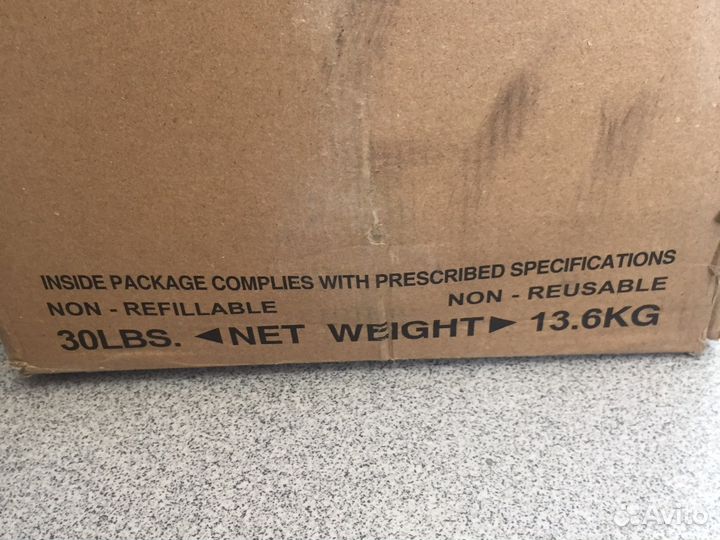 INSIDE PACKAGE COMPLIES WITH PRESCRIBED SPECIFICATIONS
NON - REFILLABLE NON - REUSABLE
30LBS. ◄NET WEIGHT► 13.6KG
Avito